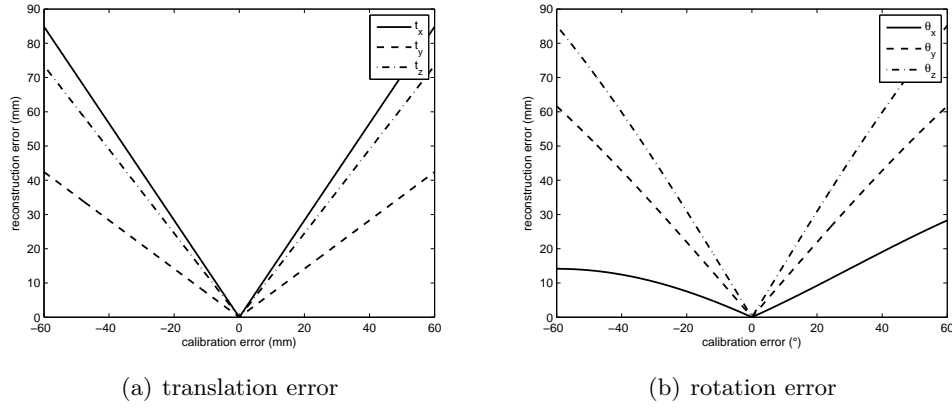 90
80
70
60
50
40
30
20
10
0
reconstruction error (mm)
−60 −40 −20 0 20 40 60
calibration error (mm)
t_x
t_y
t_z
(a) translation error
90
80
70
60
50
40
30
20
10
0
reconstruction error (mm)
−60 −40 −20 0 20 40 60
calibration error (°)
θ_x
θ_y
θ_z
(b) rotation error